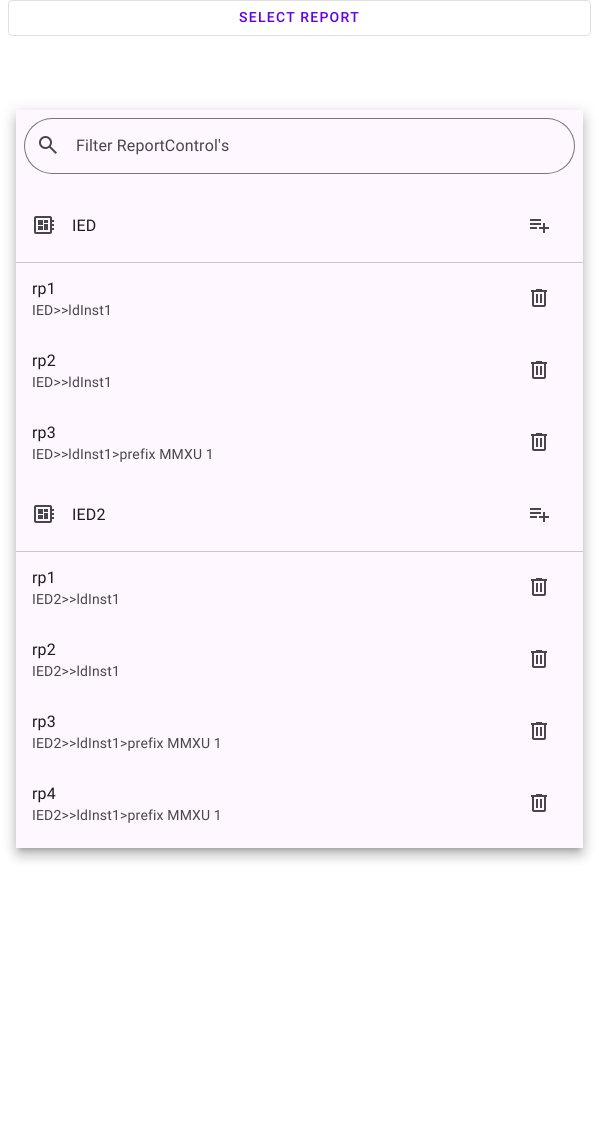 SELECT REPORT
Filter ReportControl's
IED
rp1
IED>>ldInst1
rp2
IED>>ldInst1
rp3
IED>>ldInst1>prefix MMXU 1
IED2
rp1
IED2>>ldInst1
rp2
IED2>>ldInst1
rp3
IED2>>ldInst1>prefix MMXU 1
rp4
IED2>>ldInst1>prefix MMXU 1